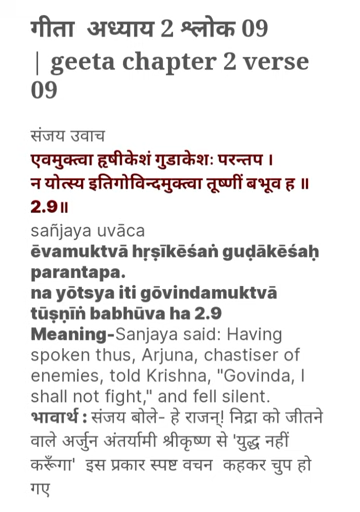 गीता  अध्याय 2 श्लोक 09
| geeta chapter 2 verse
09
संजय उवाच
एवमुक्त्वा हृषीकेशं गुडाकेशः परन्तप ।
न योत्स्य इतिगोविन्दमुक्त्वा तूष्णीं बभूव ह ॥
2.9॥
sañjaya uvāca
ēvamuktvā hṛṣīkēśaṅ guḍākēśaḥ
parantapa.
na yōtsya iti gōvindamuktvā
tūṣṇīṅ babhūva ha 2.9
Meaning-Sanjaya said: Having
spoken thus, Arjuna, chastiser of
enemies, told Krishna, "Govinda, I
shall not fight," and fell silent.
भावार्थ : संजय बोले- हे राजन्! निद्रा को जीतने
वाले अर्जुन अंतर्यामी श्रीकृष्ण से 'युद्ध नहीं
करूँगा'  इस प्रकार स्पष्ट वचन  कहकर चुप हो
गए